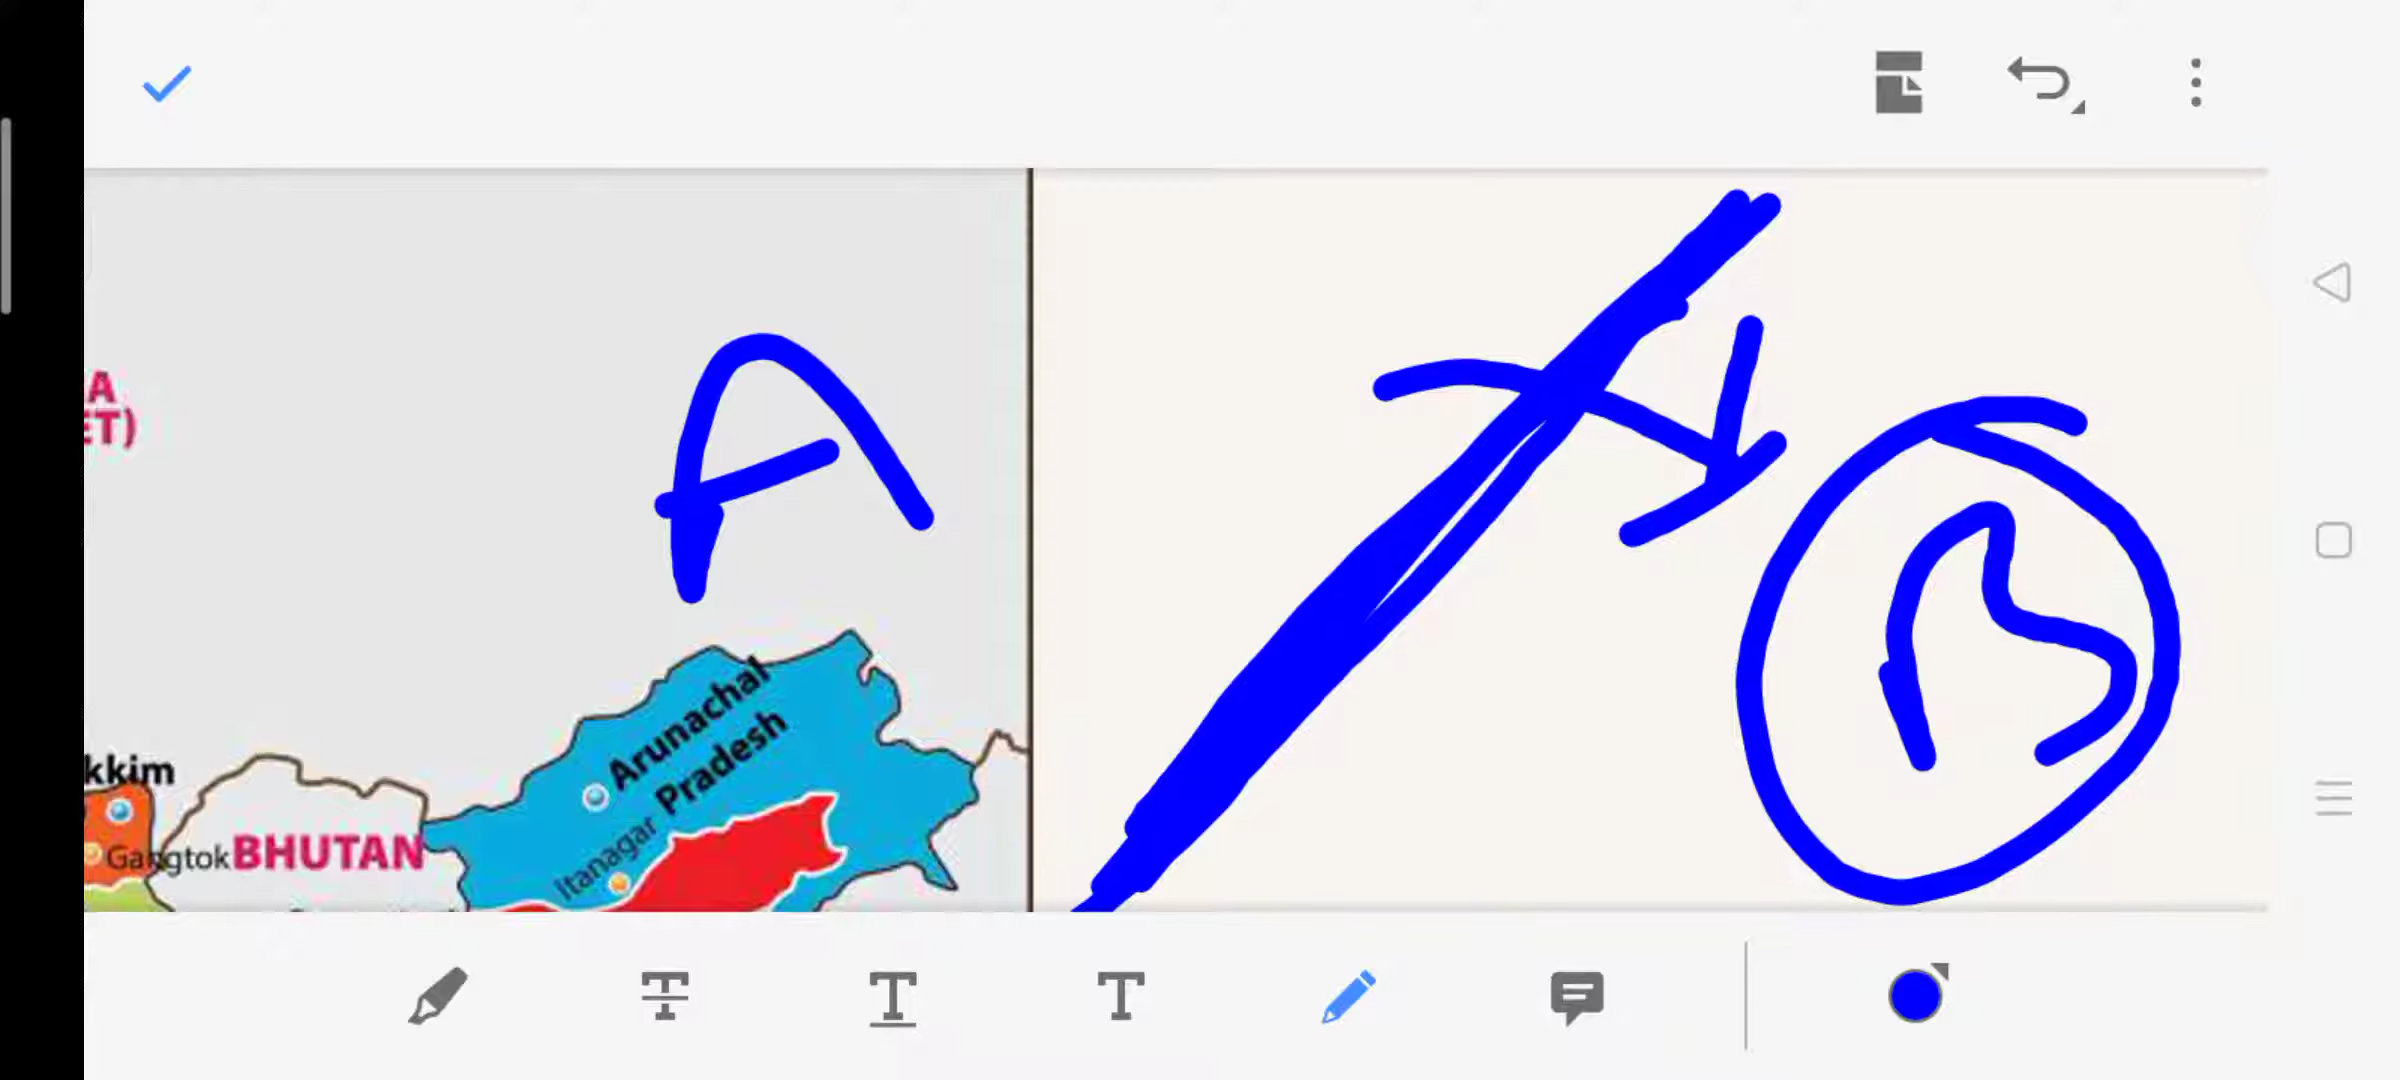 A
ET)
A
B
Arunachal
Pradesh
kkim
Gangtok BHUTAN
Itanagar